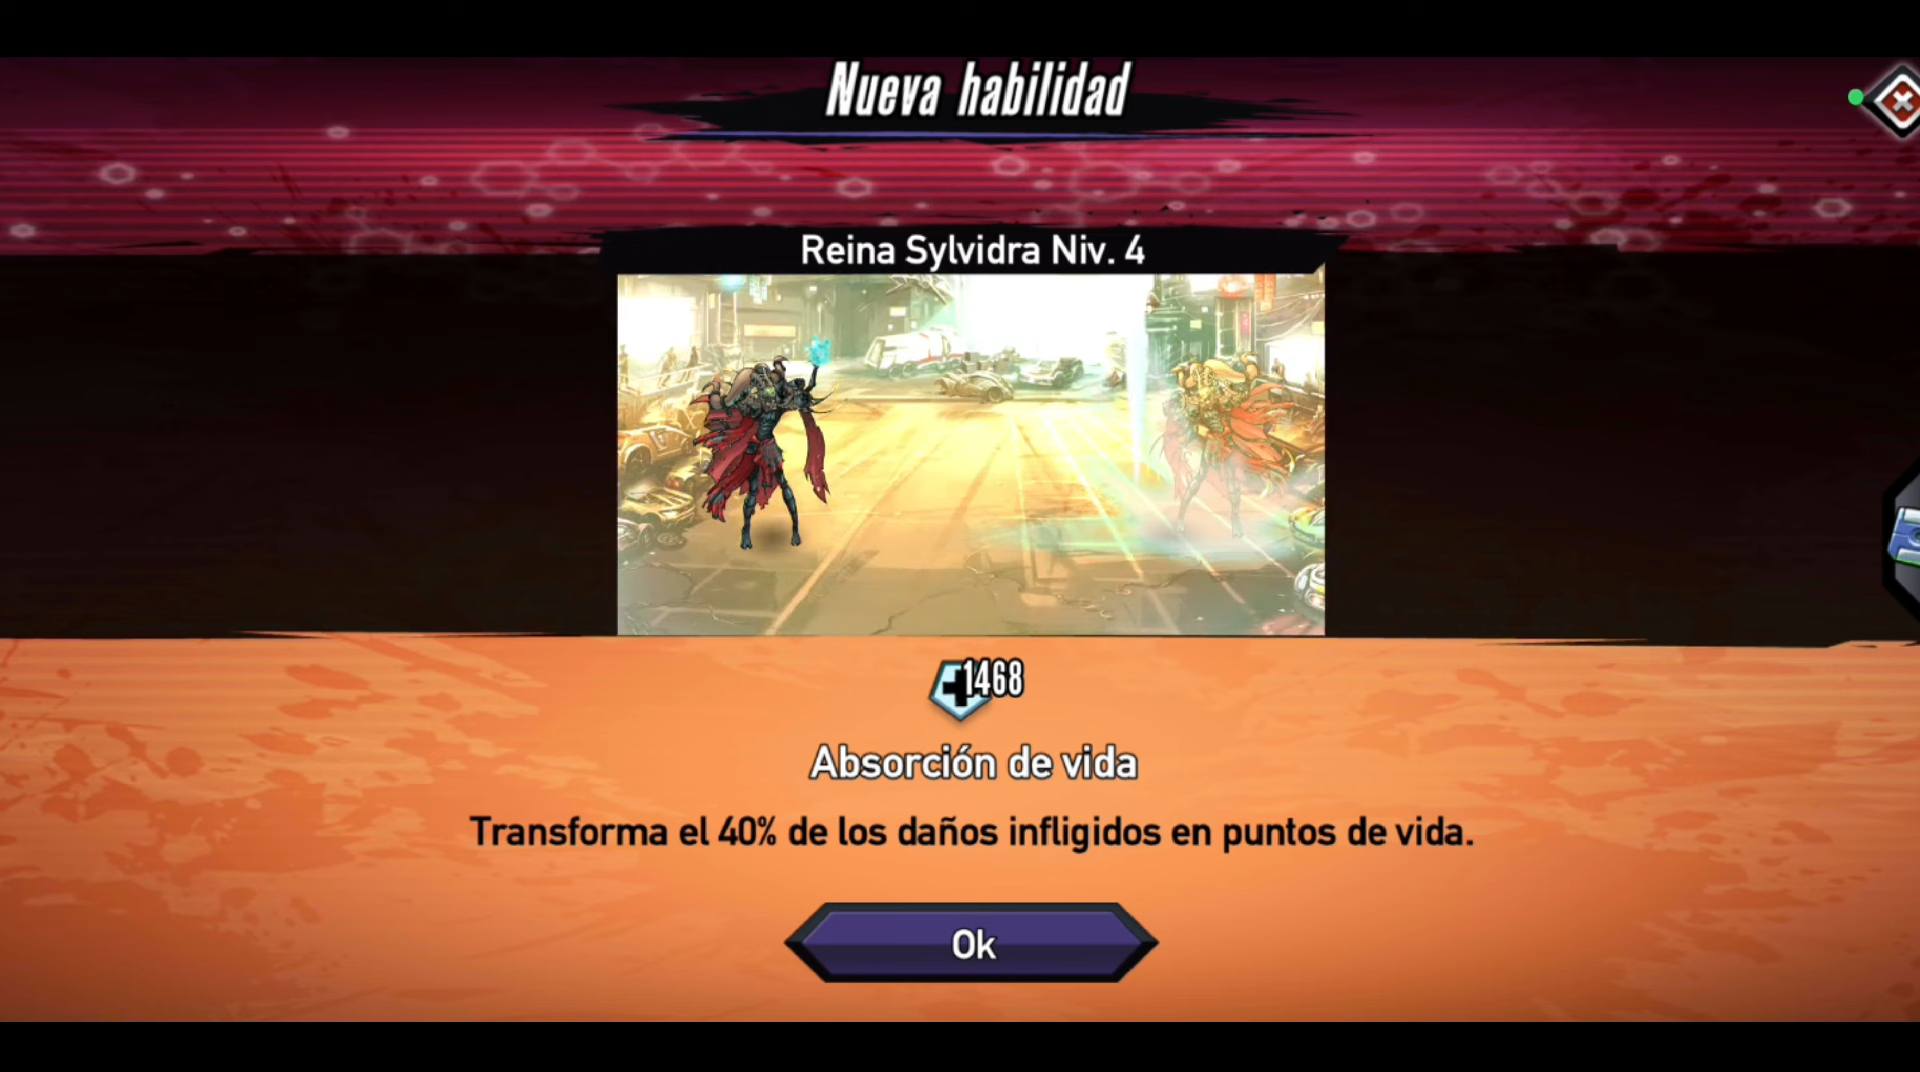 Nueva habilidad
Reina Sylvidra Niv. 4
1468
Absorción de vida
Transforma el 40% de los daños infligidos en puntos de vida.
Ok